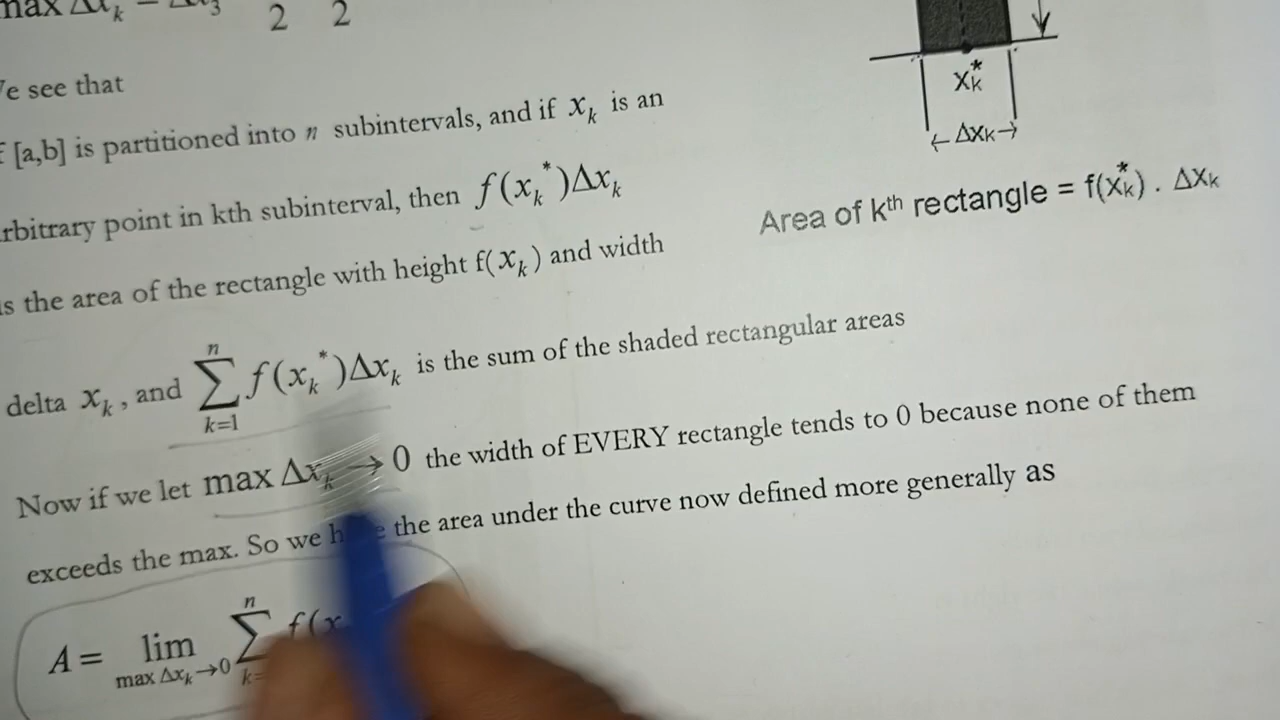 max Δx_k = Δx_3 2 2
x_k^*
← Δx_k →
Area of k^th rectangle = f(x_k^*) . Δx_k
We see that
[a,b] is partitioned into n subintervals, and if x_k is an
arbitrary point in kth subinterval, then f(x_k^*)Δx_k
is the area of the rectangle with height f(x_k) and width
delta x_k, and ∑_{k=1}^{n} f(x_k^*)Δx_k is the sum of the shaded rectangular areas
Now if we let max Δx_k → 0 the width of EVERY rectangle tends to 0 because none of them
exceeds the max. So we have the area under the curve now defined more generally as
A = lim_{max Δx_k→0} ∑_{k=}^{n} f(x